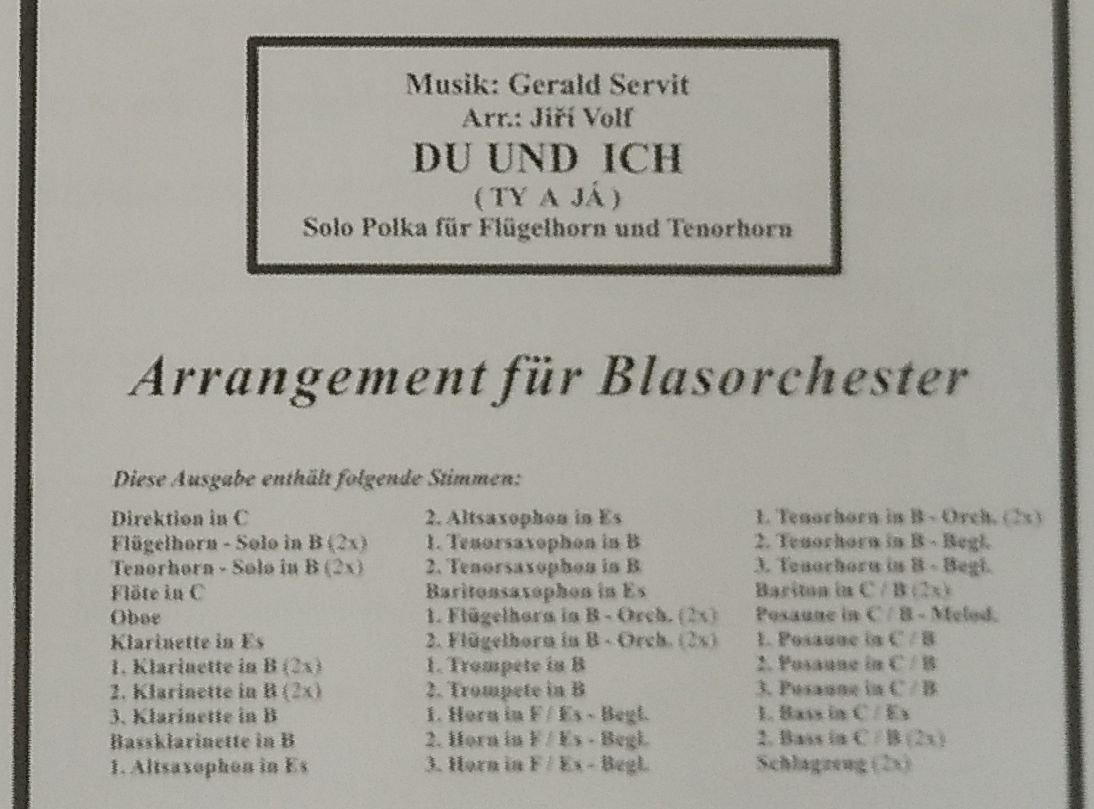 Musik: Gerald Servit
Arr.: Jiří Volf
DU UND ICH
( TY A JÁ )
Solo Polka für Flügelhorn und Tenorhorn
Arrangement für Blasorchester
Diese Ausgabe enthält folgende Stimmen:
Direktion in C
Flügelhorn - Solo in B (2x)
Tenorhorn - Solo in B (2x)
Flöte in C
Oboe
Klarinette in Es
1. Klarinette in B (2x)
2. Klarinette in B (2x)
3. Klarinette in B
Bassklarinette in B
1. Altsaxophon in Es
2. Altsaxophon in Es
1. Tenorsaxophon in B
2. Tenorsaxophon in B
Baritonsaxophon in Es
1. Flügelhorn in B - Orch. (2x)
2. Flügelhorn in B - Orch. (2x)
1. Trompete in B
2. Trompete in B
1. Horn in F / Es - Begl.
2. Horn in F / Es - Begl.
3. Horn in F / Es - Begl.
1. Tenorhorn in B - Orch. (2x)
2. Tenorhorn in B - Begl.
3. Tenorhorn in B - Begl.
Bariton in C / B (2x)
Posaune in C / B - Melod.
1. Posaune in C / B
2. Posaune in C / B
3. Posaune in C / B
1. Bass in C / Es
2. Bass in C / B (2x)
Schlagzeug (2x)